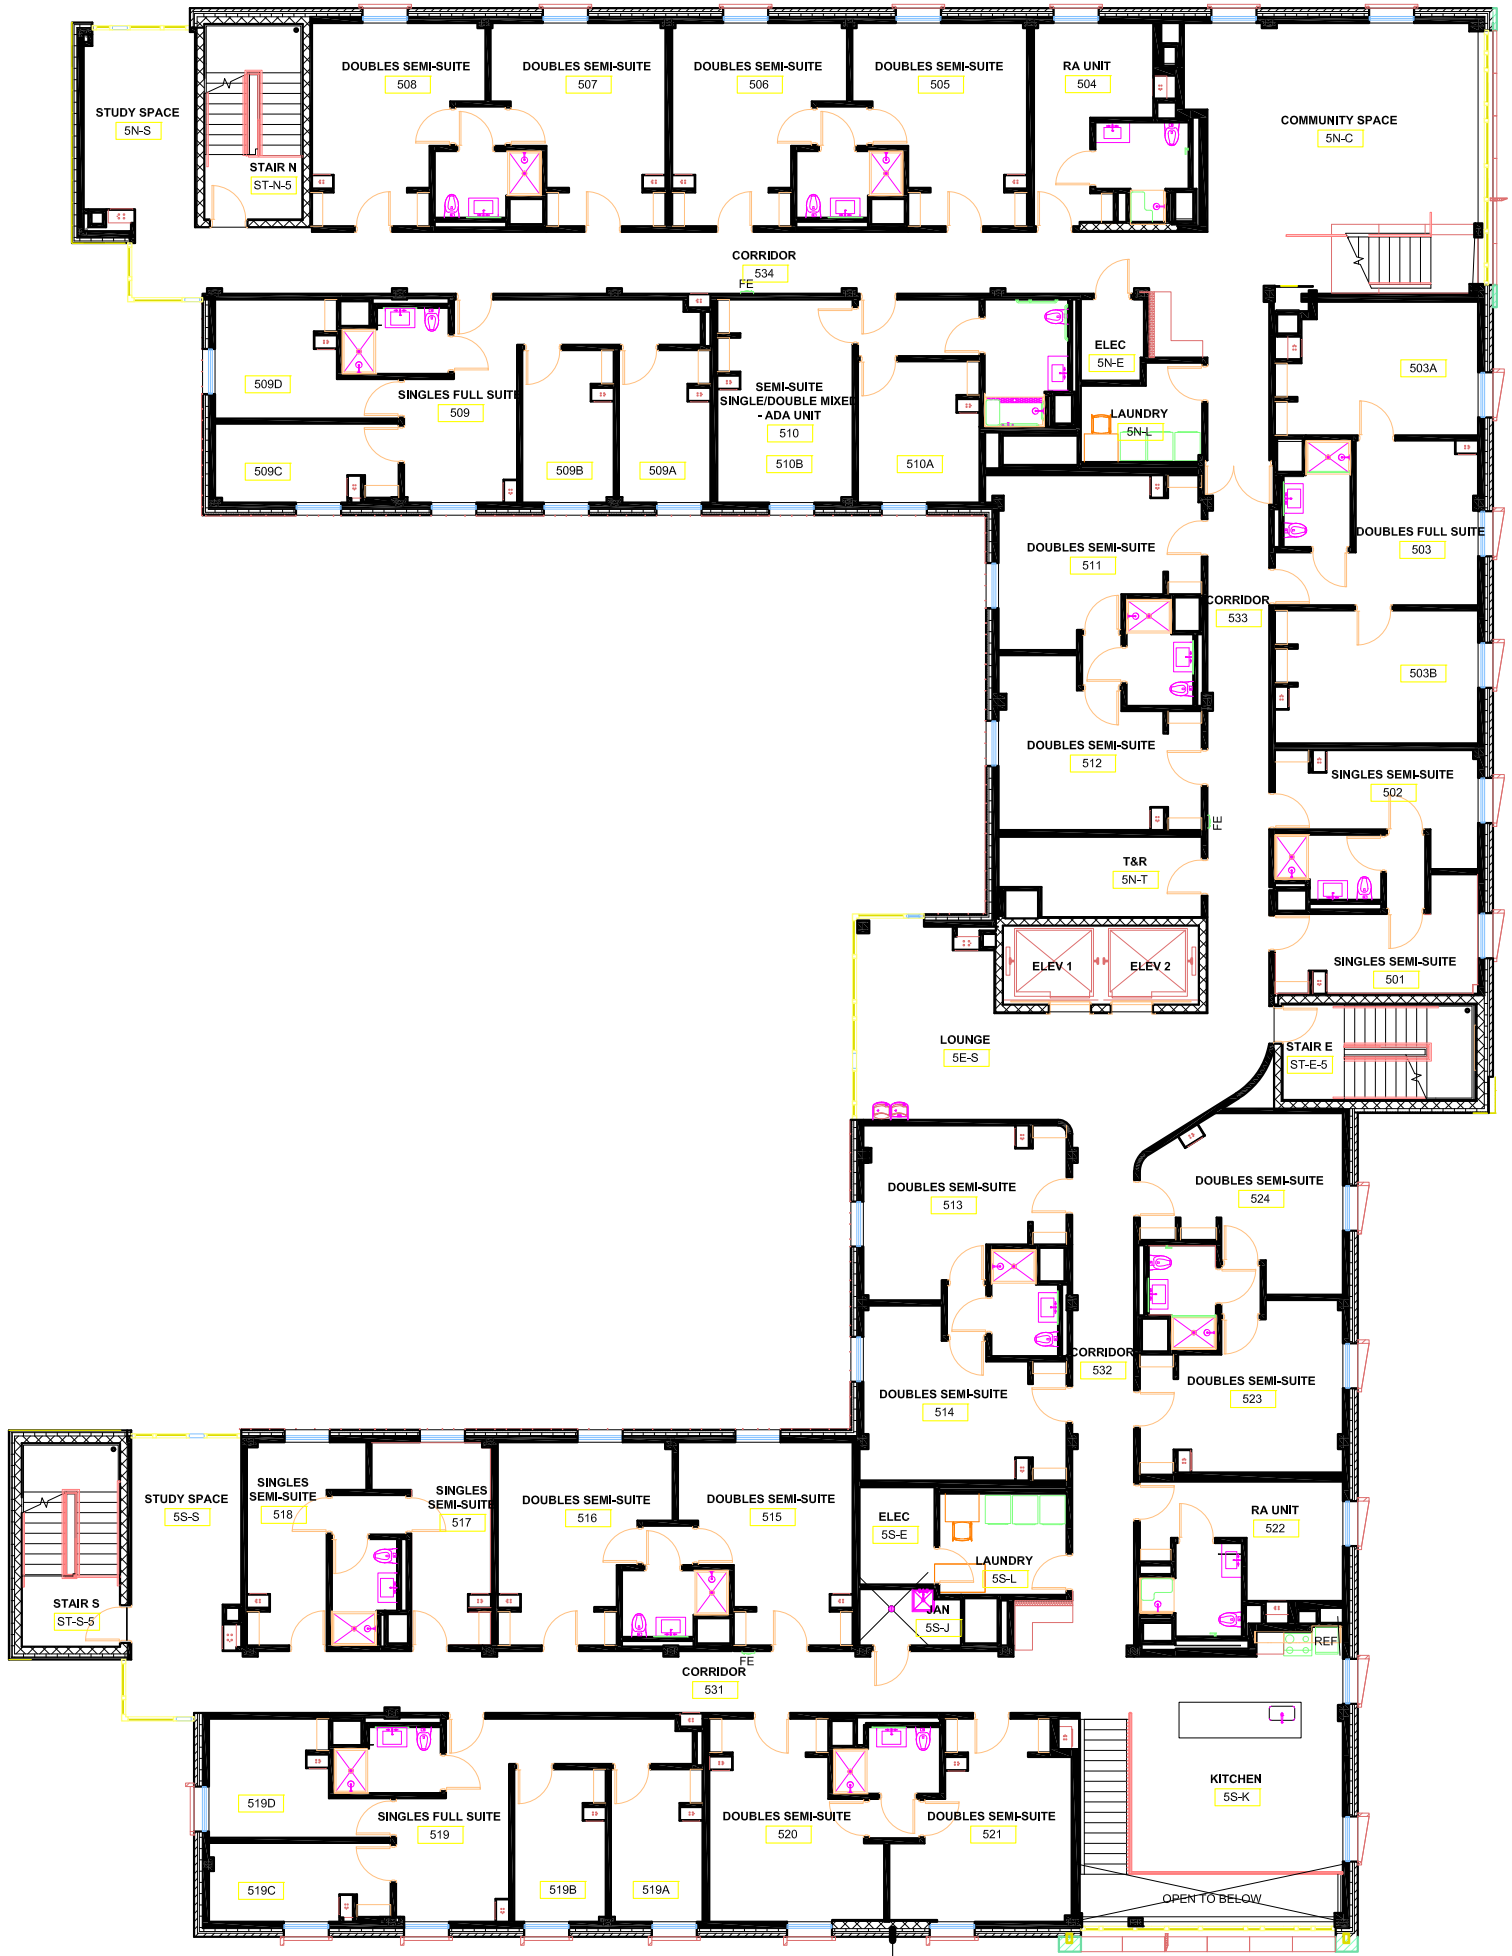 DOUBLES SEMI-SUITE
508
DOUBLES SEMI-SUITE
507
DOUBLES SEMI-SUITE
506
DOUBLES SEMI-SUITE
505
RA UNIT
504
STUDY SPACE
5N-S
COMMUNITY SPACE
5N-C
STAIR N
ST-N-5
CORRIDOR
534
FE
ELEC
5N-E
503A
509D
SINGLES FULL SUITE
509
SEMI-SUITE
SINGLE/DOUBLE MIXED
- ADA UNIT
510
LAUNDRY
5N-L
509C
509B
509A
510B
510A
DOUBLES FULL SUITE
503
DOUBLES SEMI-SUITE
511
CORRIDOR
533
503B
DOUBLES SEMI-SUITE
512
SINGLES SEMI-SUITE
502
FE
T&R
5N-T
ELEV 1
ELEV 2
SINGLES SEMI-SUITE
501
LOUNGE
5E-S
STAIR E
ST-E-5
DOUBLES SEMI-SUITE
513
DOUBLES SEMI-SUITE
524
CORRIDOR
532
DOUBLES SEMI-SUITE
514
DOUBLES SEMI-SUITE
523
STUDY SPACE
5S-S
SINGLES
SEMI-SUITE
518
SINGLES
SEMI-SUITE
517
DOUBLES SEMI-SUITE
516
DOUBLES SEMI-SUITE
515
ELEC
5S-E
RA UNIT
522
LAUNDRY
5S-L
STAIR S
ST-S-5
JAN
5S-J
REF
FE
CORRIDOR
531
KITCHEN
5S-K
519D
SINGLES FULL SUITE
519
DOUBLES SEMI-SUITE
520
DOUBLES SEMI-SUITE
521
519C
519B
519A
OPEN TO BELOW